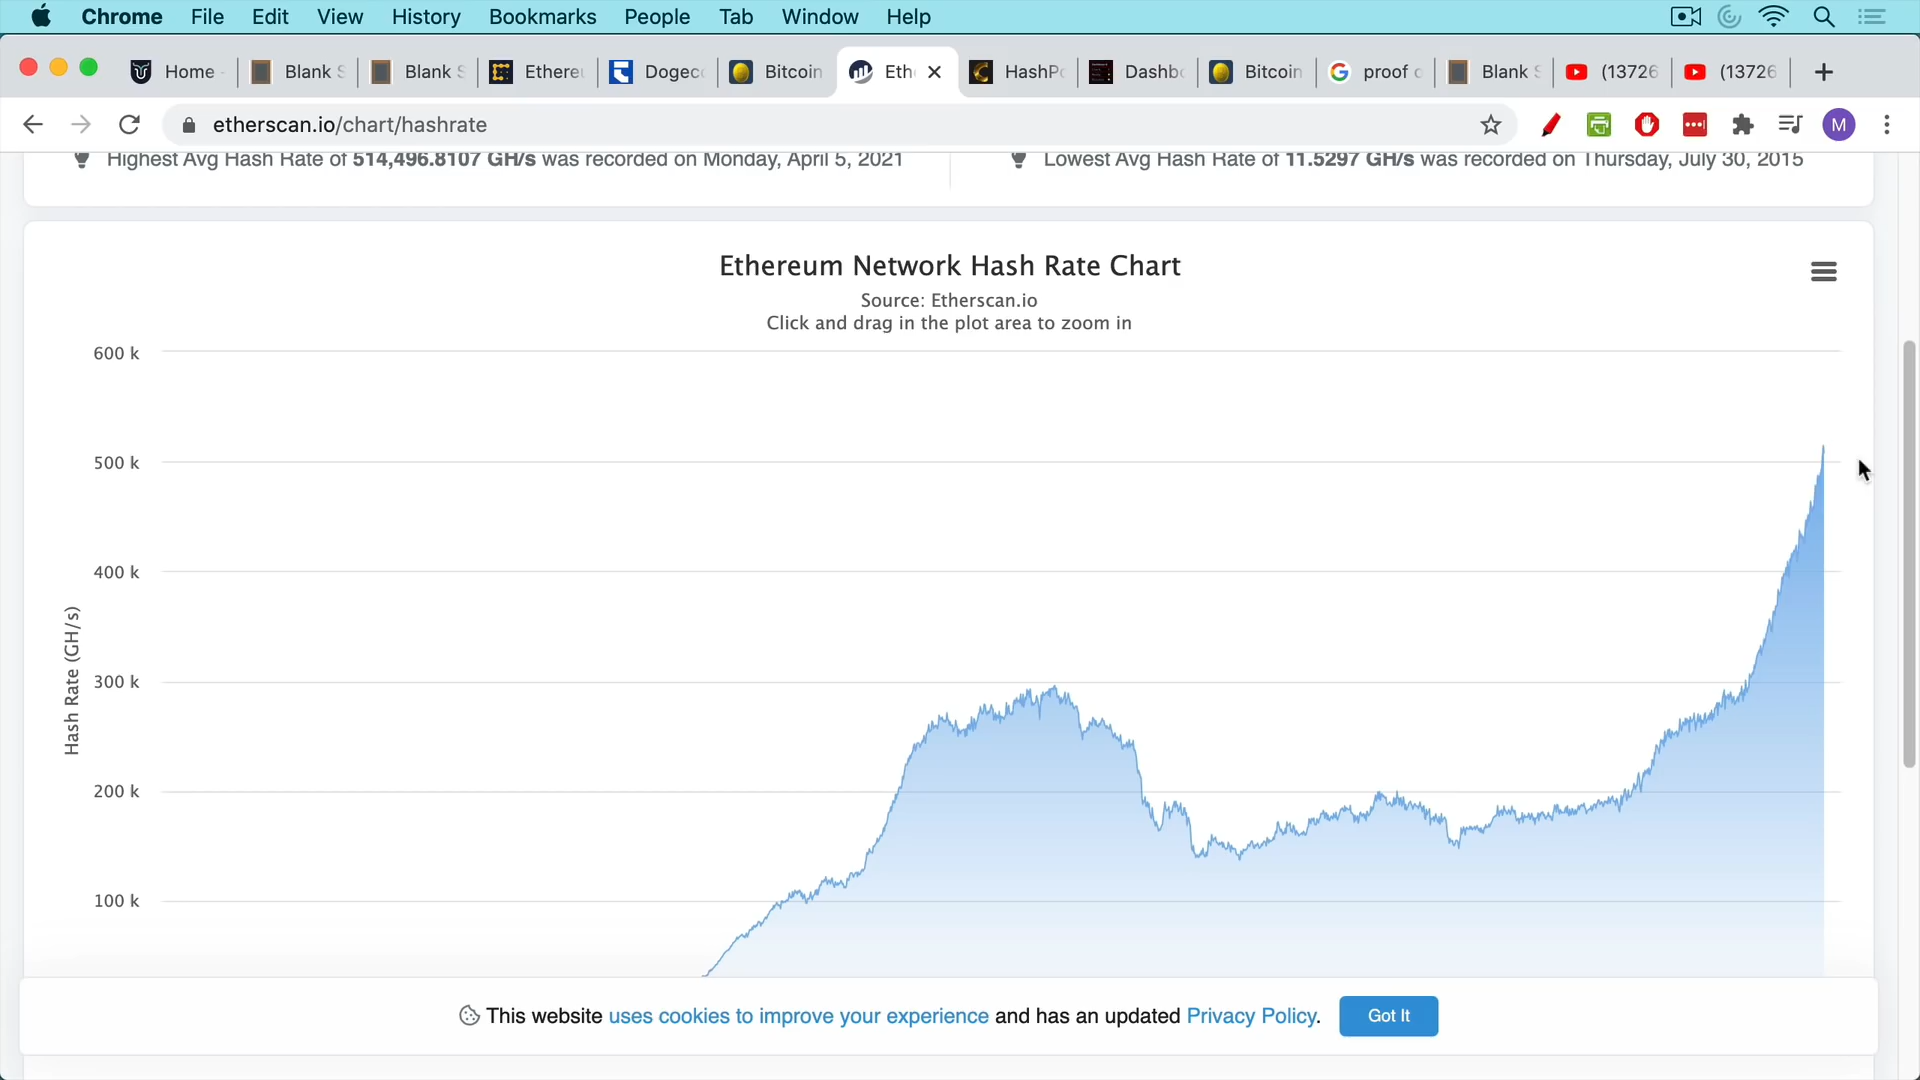 Chrome File Edit View History Bookmarks People Tab Window Help
Home Blank S Blank S Ethereu Dogeco Bitcoin Eth HashPo Dashbo Bitcoin proof o Blank S (13726 (13726
etherscan.io/chart/hashrate M
Highest Avg Hash Rate of 514,496.8107 GH/s was recorded on Monday, April 5, 2021
Lowest Avg Hash Rate of 11.5297 GH/s was recorded on Thursday, July 30, 2015
Ethereum Network Hash Rate Chart
Source: Etherscan.io
Click and drag in the plot area to zoom in
600 k
500 k
400 k
300 k
200 k
100 k
Hash Rate (GH/s)
This website uses cookies to improve your experience and has an updated Privacy Policy. Got It